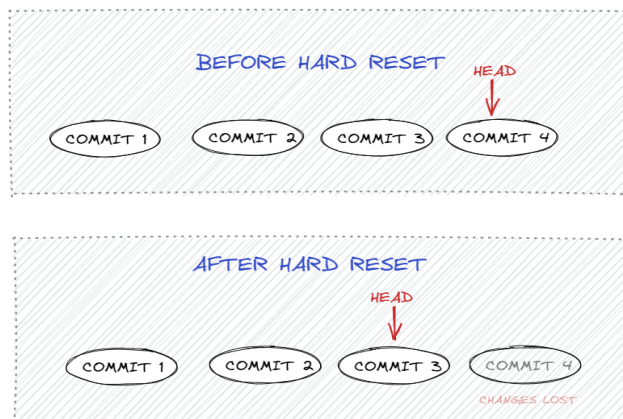 BEFORE HARD RESET
HEAD
COMMIT 1 COMMIT 2 COMMIT 3 COMMIT 4
AFTER HARD RESET
HEAD
COMMIT 1 COMMIT 2 COMMIT 3 COMMIT 4
CHANGES LOST